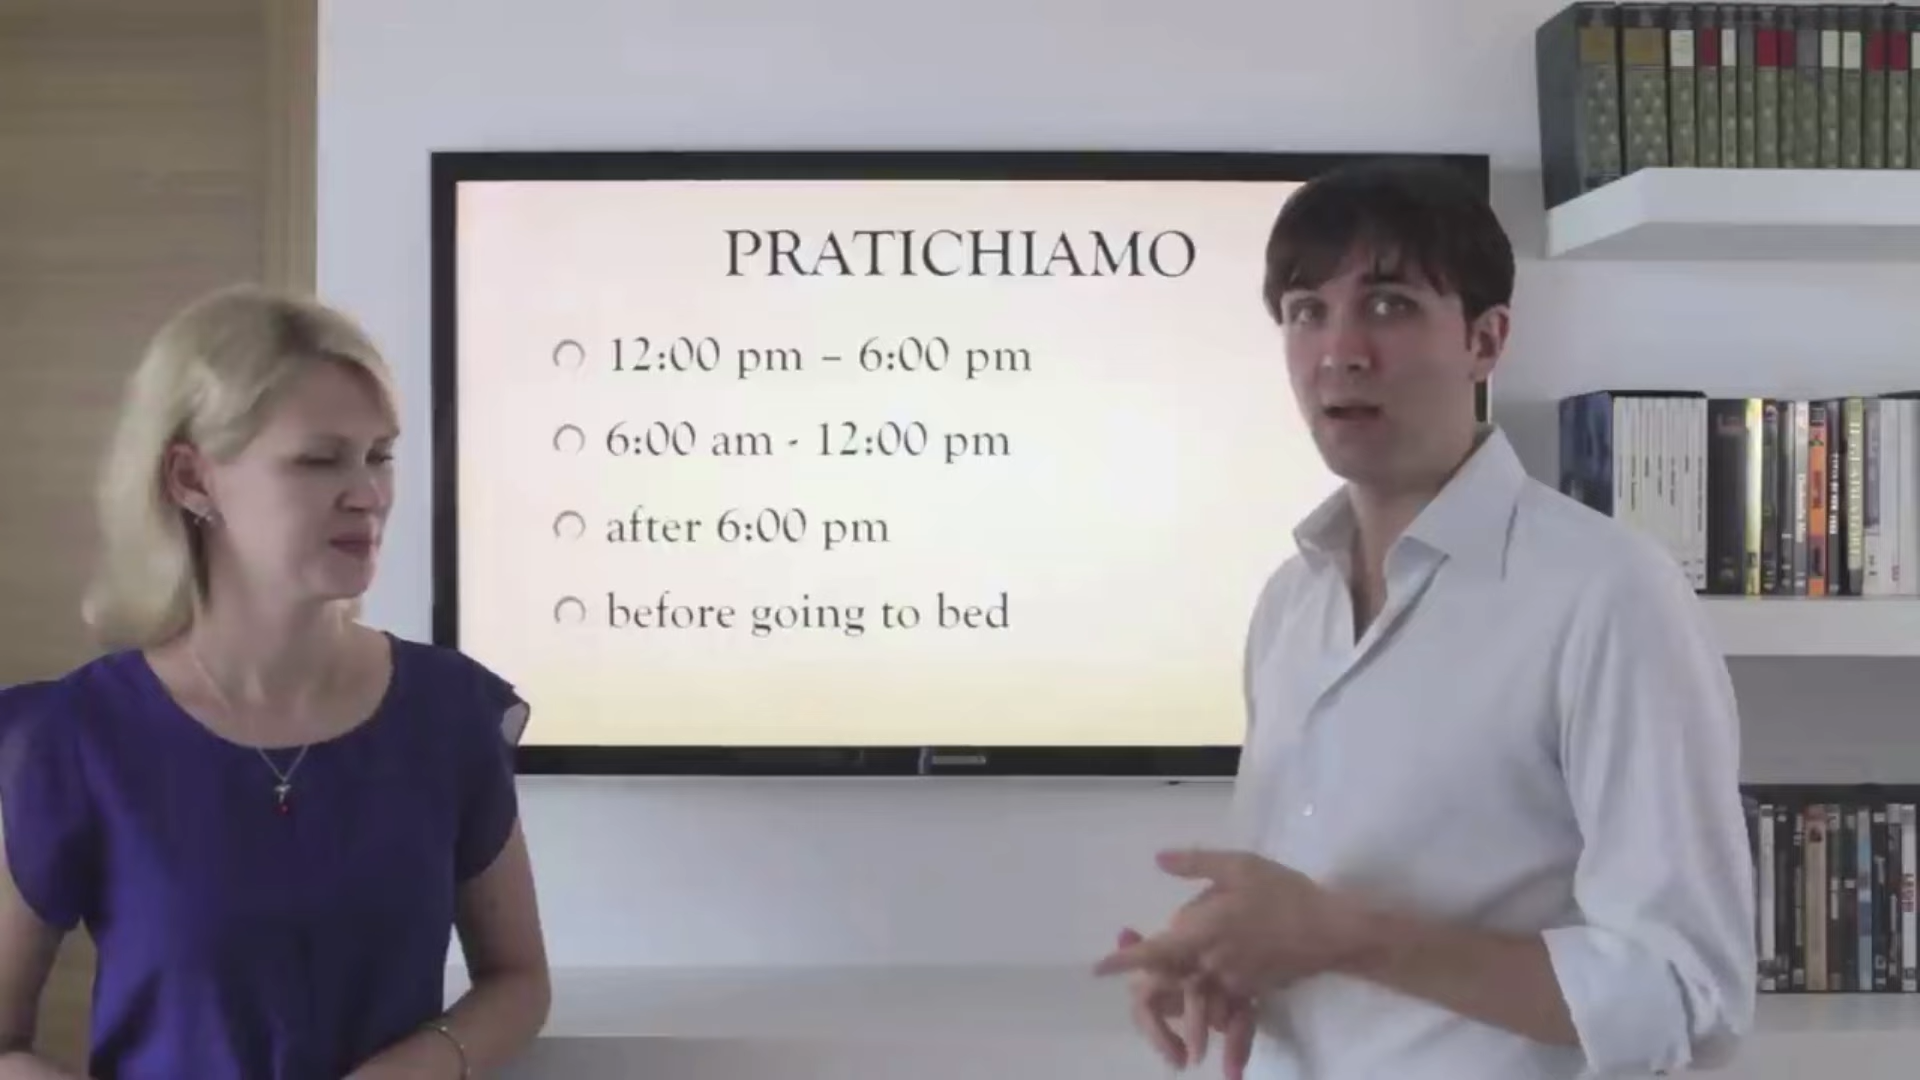 PRATICHIAMO
12:00 pm – 6:00 pm
6:00 am - 12:00 pm
after 6:00 pm
before going to bed